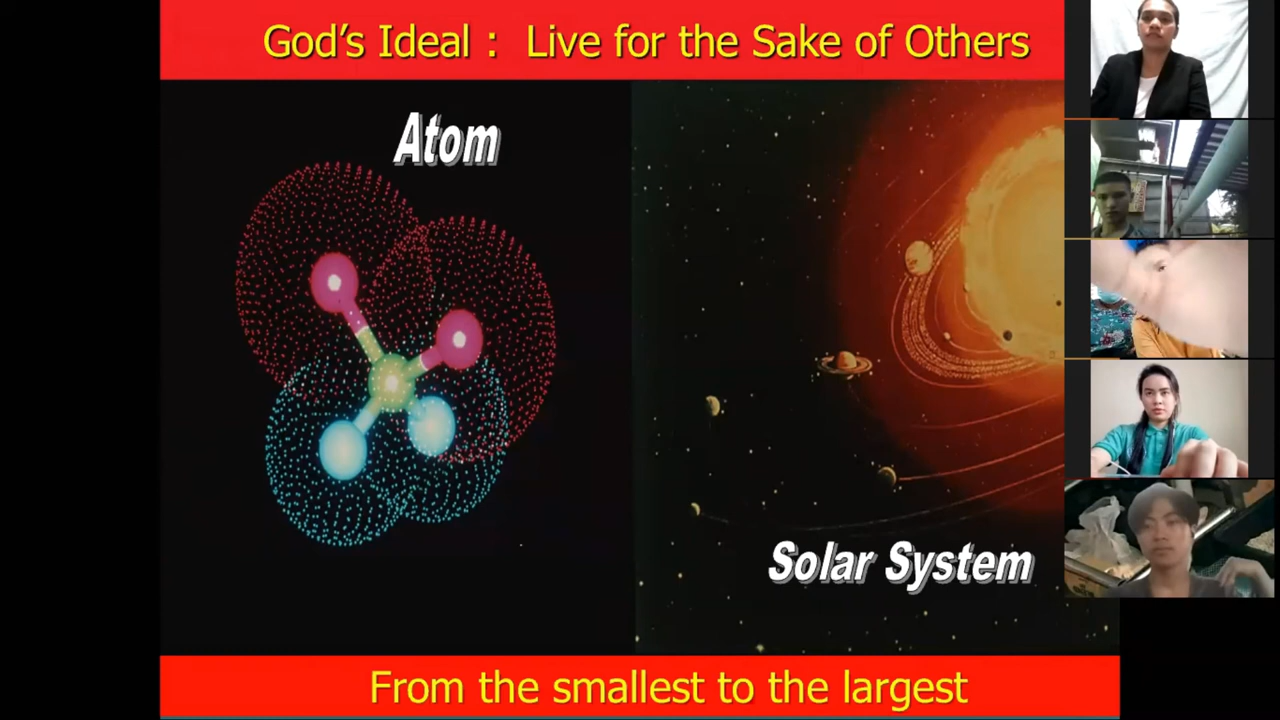 God's Ideal : Live for the Sake of Others
Atom
Solar System
From the smallest to the largest